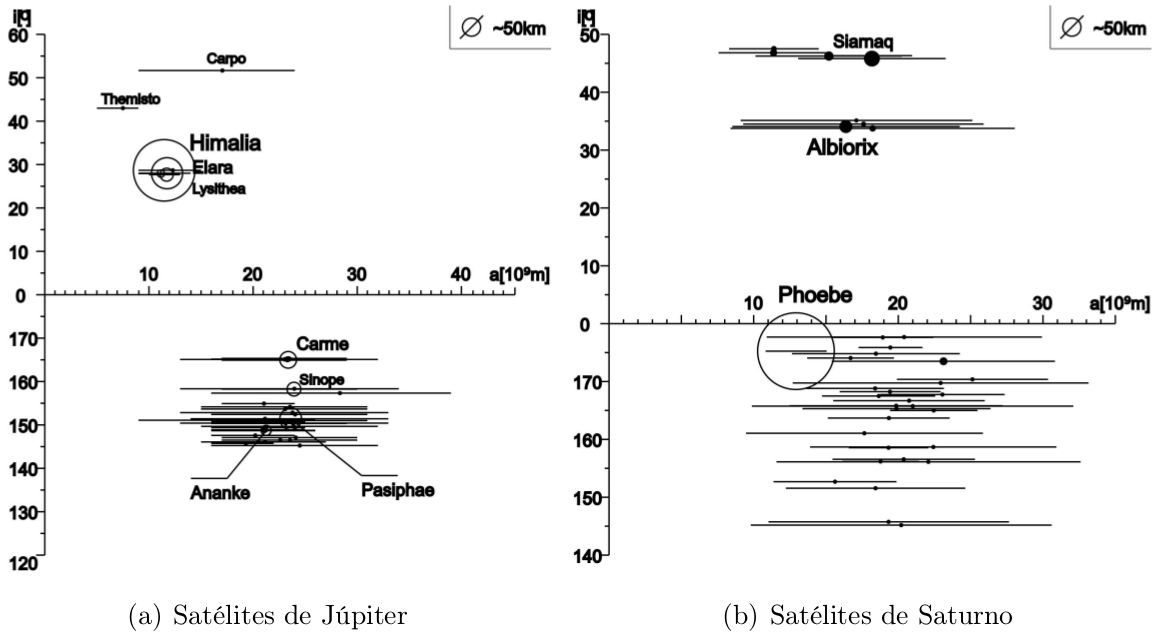 i[º]
60
50
40
30
20
10
0
170
160
150
140
130
120
~50km
Carpo
Themisto
Himalia
Elara
Lysithea
10 20 30 40 a[10⁹m]
Carme
Sinope
Ananke
Pasiphae
(a) Satélites de Júpiter
i[º]
50
40
30
20
10
0
170
160
150
140
~50km
Siarnaq
Albiorix
Phoebe
10 20 30 a[10⁹m]
(b) Satélites de Saturno